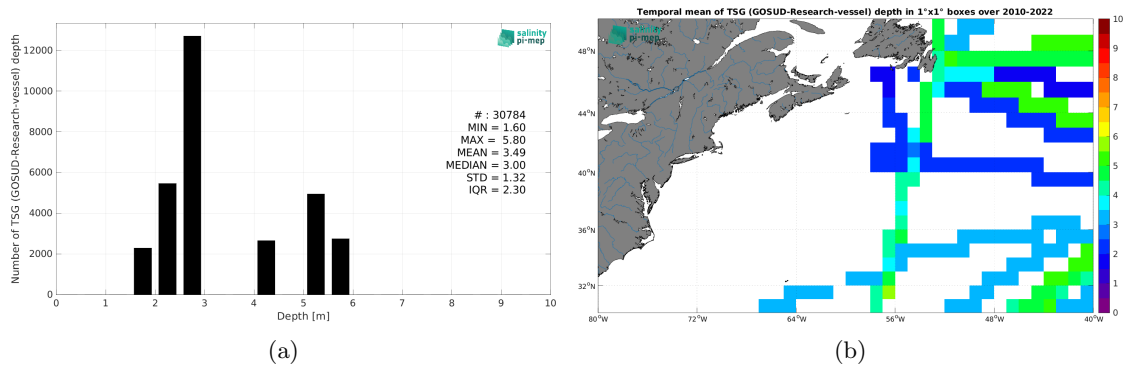 salinity
pi-mep
# : 30784
MIN = 1.60
MAX = 5.80
MEAN = 3.49
MEDIAN = 3.00
STD = 1.32
IQR = 2.30
Number of TSG (GOSUD-Research-vessel) depth
12000
10000
8000
6000
4000
2000
0
0 1 2 3 4 5 6 7 8 9 10
Depth [m]
(a)
Temporal mean of TSG (GOSUD-Research-vessel) depth in 1°x1° boxes over 2010-2022
salinity
pi-mep
48°N
44°N
40°N
36°N
32°N
80°W 72°W 64°W 56°W 48°W 40°W
10
9
8
7
6
5
4
3
2
1
0
(b)